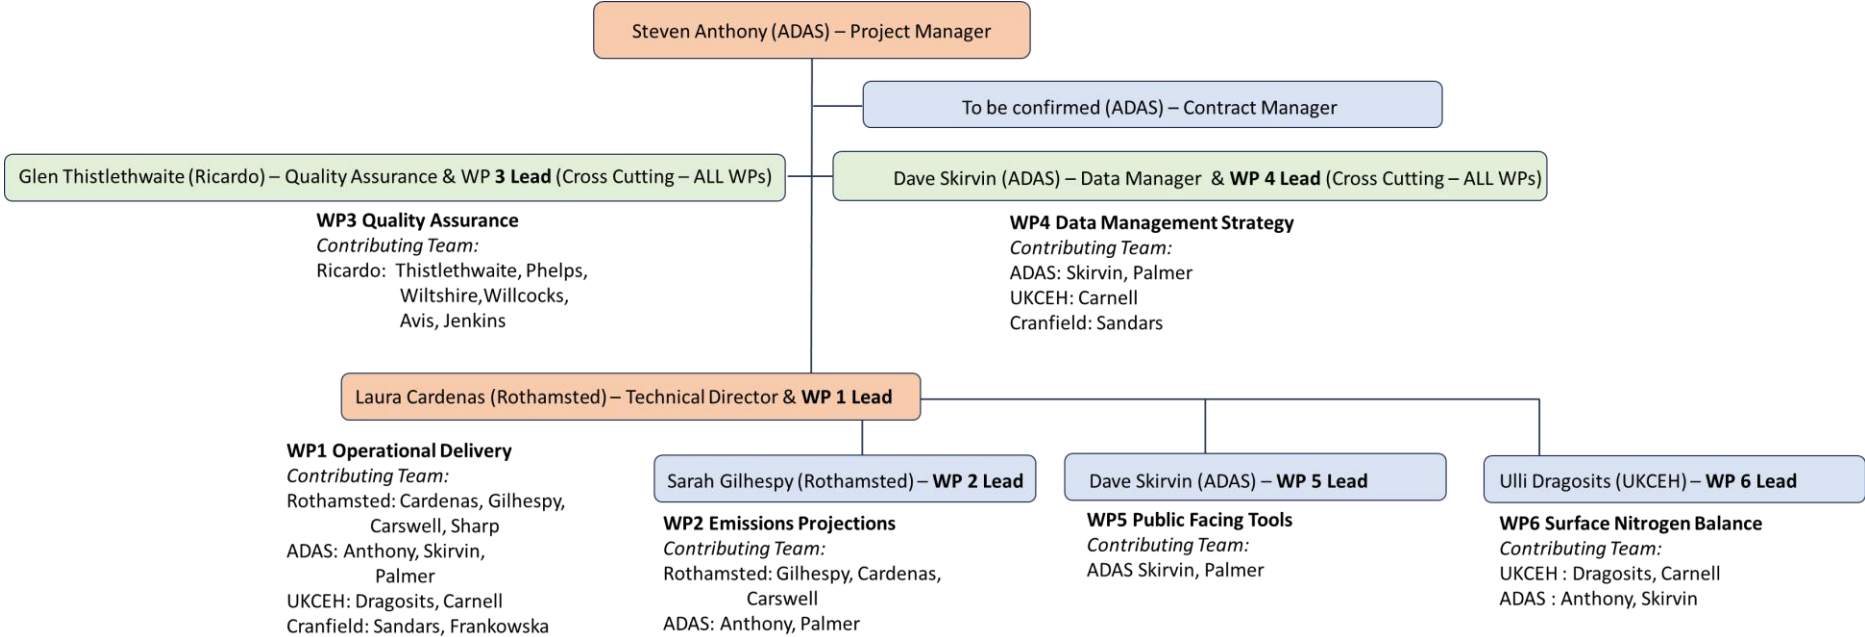 Steven Anthony (ADAS) – Project Manager
To be confirmed (ADAS) – Contract Manager
Glen Thistlethwaite (Ricardo) – Quality Assurance & WP 3 Lead (Cross Cutting – ALL WPs)
Dave Skirvin (ADAS) – Data Manager & WP 4 Lead (Cross Cutting – ALL WPs)
WP3 Quality Assurance
Contributing Team:
Ricardo: Thistlethwaite, Phelps,
Wiltshire,Willcocks,
Avis, Jenkins
WP4 Data Management Strategy
Contributing Team:
ADAS: Skirvin, Palmer
UKCEH: Carnell
Cranfield: Sandars
Laura Cardenas (Rothamsted) – Technical Director & WP 1 Lead
WP1 Operational Delivery
Contributing Team:
Rothamsted: Cardenas, Gilhespy,
Carswell, Sharp
ADAS: Anthony, Skirvin,
Palmer
UKCEH: Dragosits, Carnell
Cranfield: Sandars, Frankowska
Sarah Gilhespy (Rothamsted) – WP 2 Lead
WP2 Emissions Projections
Contributing Team:
Rothamsted: Gilhespy, Cardenas,
Carswell
ADAS: Anthony, Palmer
Dave Skirvin (ADAS) – WP 5 Lead
WP5 Public Facing Tools
Contributing Team:
ADAS Skirvin, Palmer
Ulli Dragosits (UKCEH) – WP 6 Lead
WP6 Surface Nitrogen Balance
Contributing Team:
UKCEH : Dragosits, Carnell
ADAS : Anthony, Skirvin